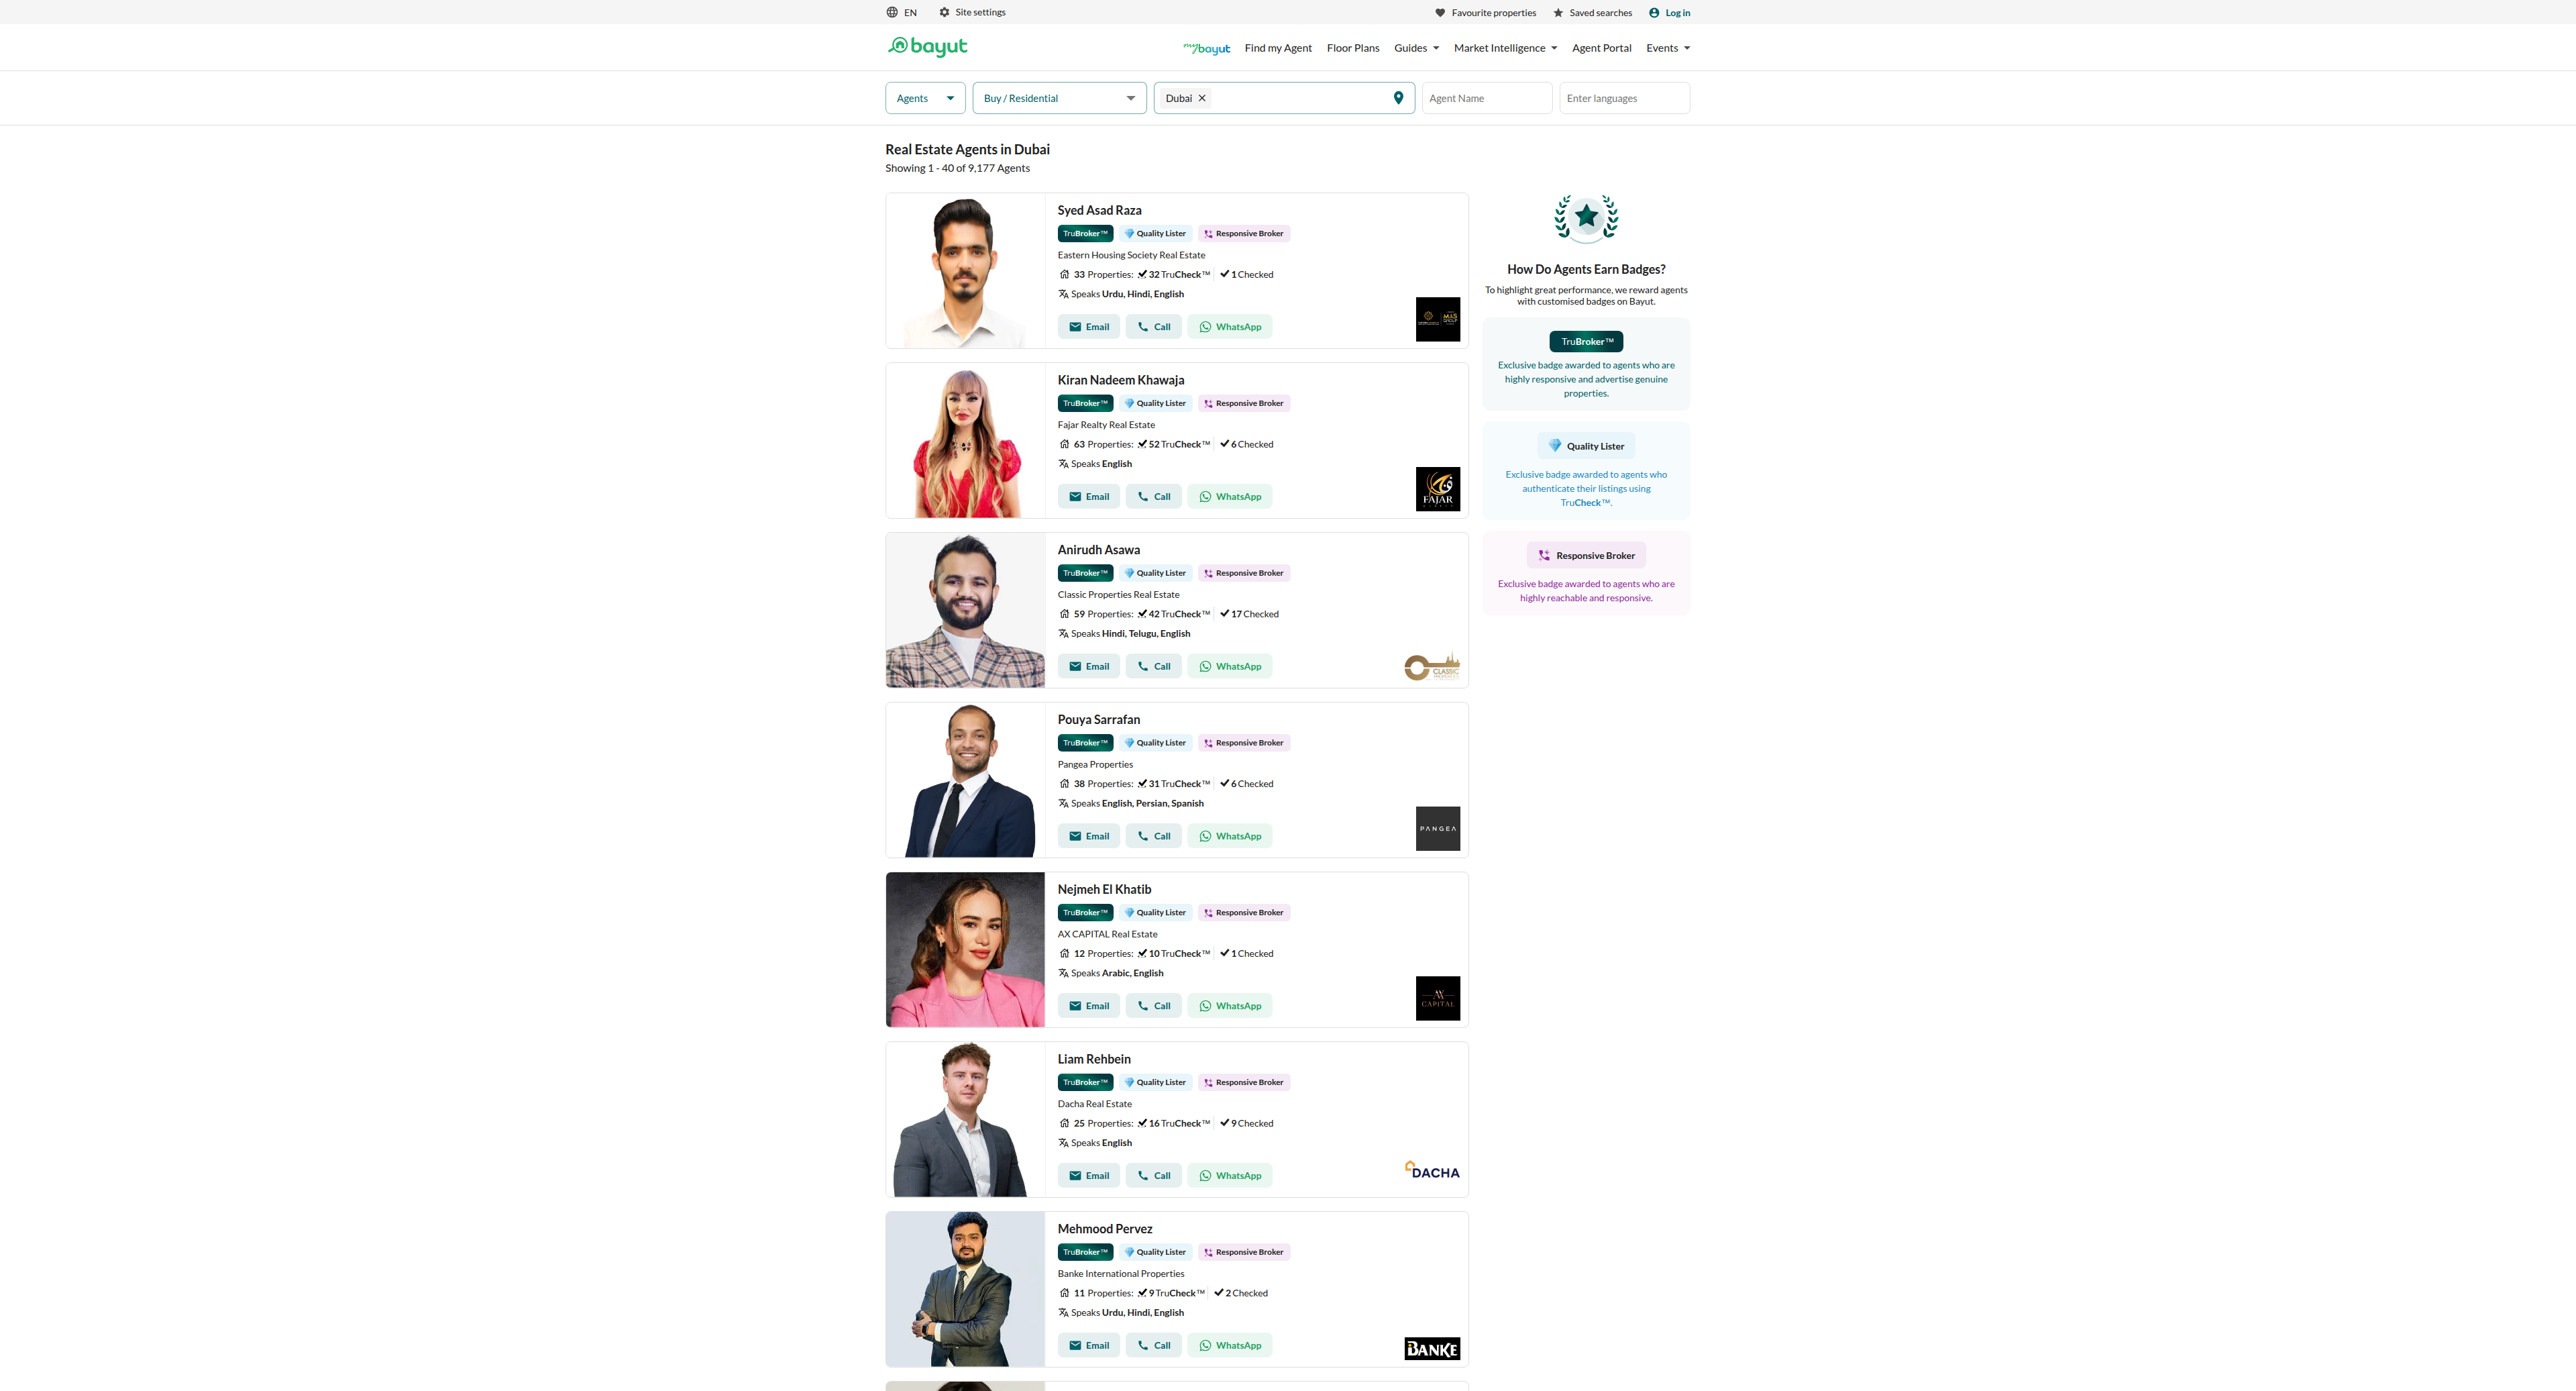 EN Site settings Favourite properties Saved searches Log in
bayut mybayut Find my Agent Floor Plans Guides Market Intelligence Agent Portal Events
Agents Buy / Residential Dubai Agent Name Enter languages
Real Estate Agents in Dubai
Showing 1 - 40 of 9,177 Agents
Syed Asad Raza
TruBroker™ Quality Lister Responsive Broker
Eastern Housing Society Real Estate
33 Properties: 32 TruCheck™ 1 Checked
Speaks Urdu, Hindi, English
Email Call WhatsApp
Kiran Nadeem Khawaja
TruBroker™ Quality Lister Responsive Broker
Fajar Realty Real Estate
63 Properties: 52 TruCheck™ 6 Checked
Speaks English
Email Call WhatsApp
FAJAR
Anirudh Asawa
TruBroker™ Quality Lister Responsive Broker
Classic Properties Real Estate
59 Properties: 42 TruCheck™ 17 Checked
Speaks Hindi, Telugu, English
Email Call WhatsApp
CLASSIC
Pouya Sarrafan
TruBroker™ Quality Lister Responsive Broker
Pangea Properties
38 Properties: 31 TruCheck™ 6 Checked
Speaks English, Persian, Spanish
Email Call WhatsApp
PANGEA
Nejmeh El Khatib
TruBroker™ Quality Lister Responsive Broker
AX CAPITAL Real Estate
12 Properties: 10 TruCheck™ 1 Checked
Speaks Arabic, English
Email Call WhatsApp
AX
CAPITAL
Liam Rehbein
TruBroker™ Quality Lister Responsive Broker
Dacha Real Estate
25 Properties: 16 TruCheck™ 9 Checked
Speaks English
Email Call WhatsApp
DACHA
Mehmood Pervez
TruBroker™ Quality Lister Responsive Broker
Banke International Properties
11 Properties: 9 TruCheck™ 2 Checked
Speaks Urdu, Hindi, English
Email Call WhatsApp
BANKE
How Do Agents Earn Badges?
To highlight great performance, we reward agents
with customised badges on Bayut.
TruBroker™
Exclusive badge awarded to agents who are
highly responsive and advertise genuine
properties.
Quality Lister
Exclusive badge awarded to agents who
authenticate their listings using
TruCheck™.
Responsive Broker
Exclusive badge awarded to agents who are
highly reachable and responsive.